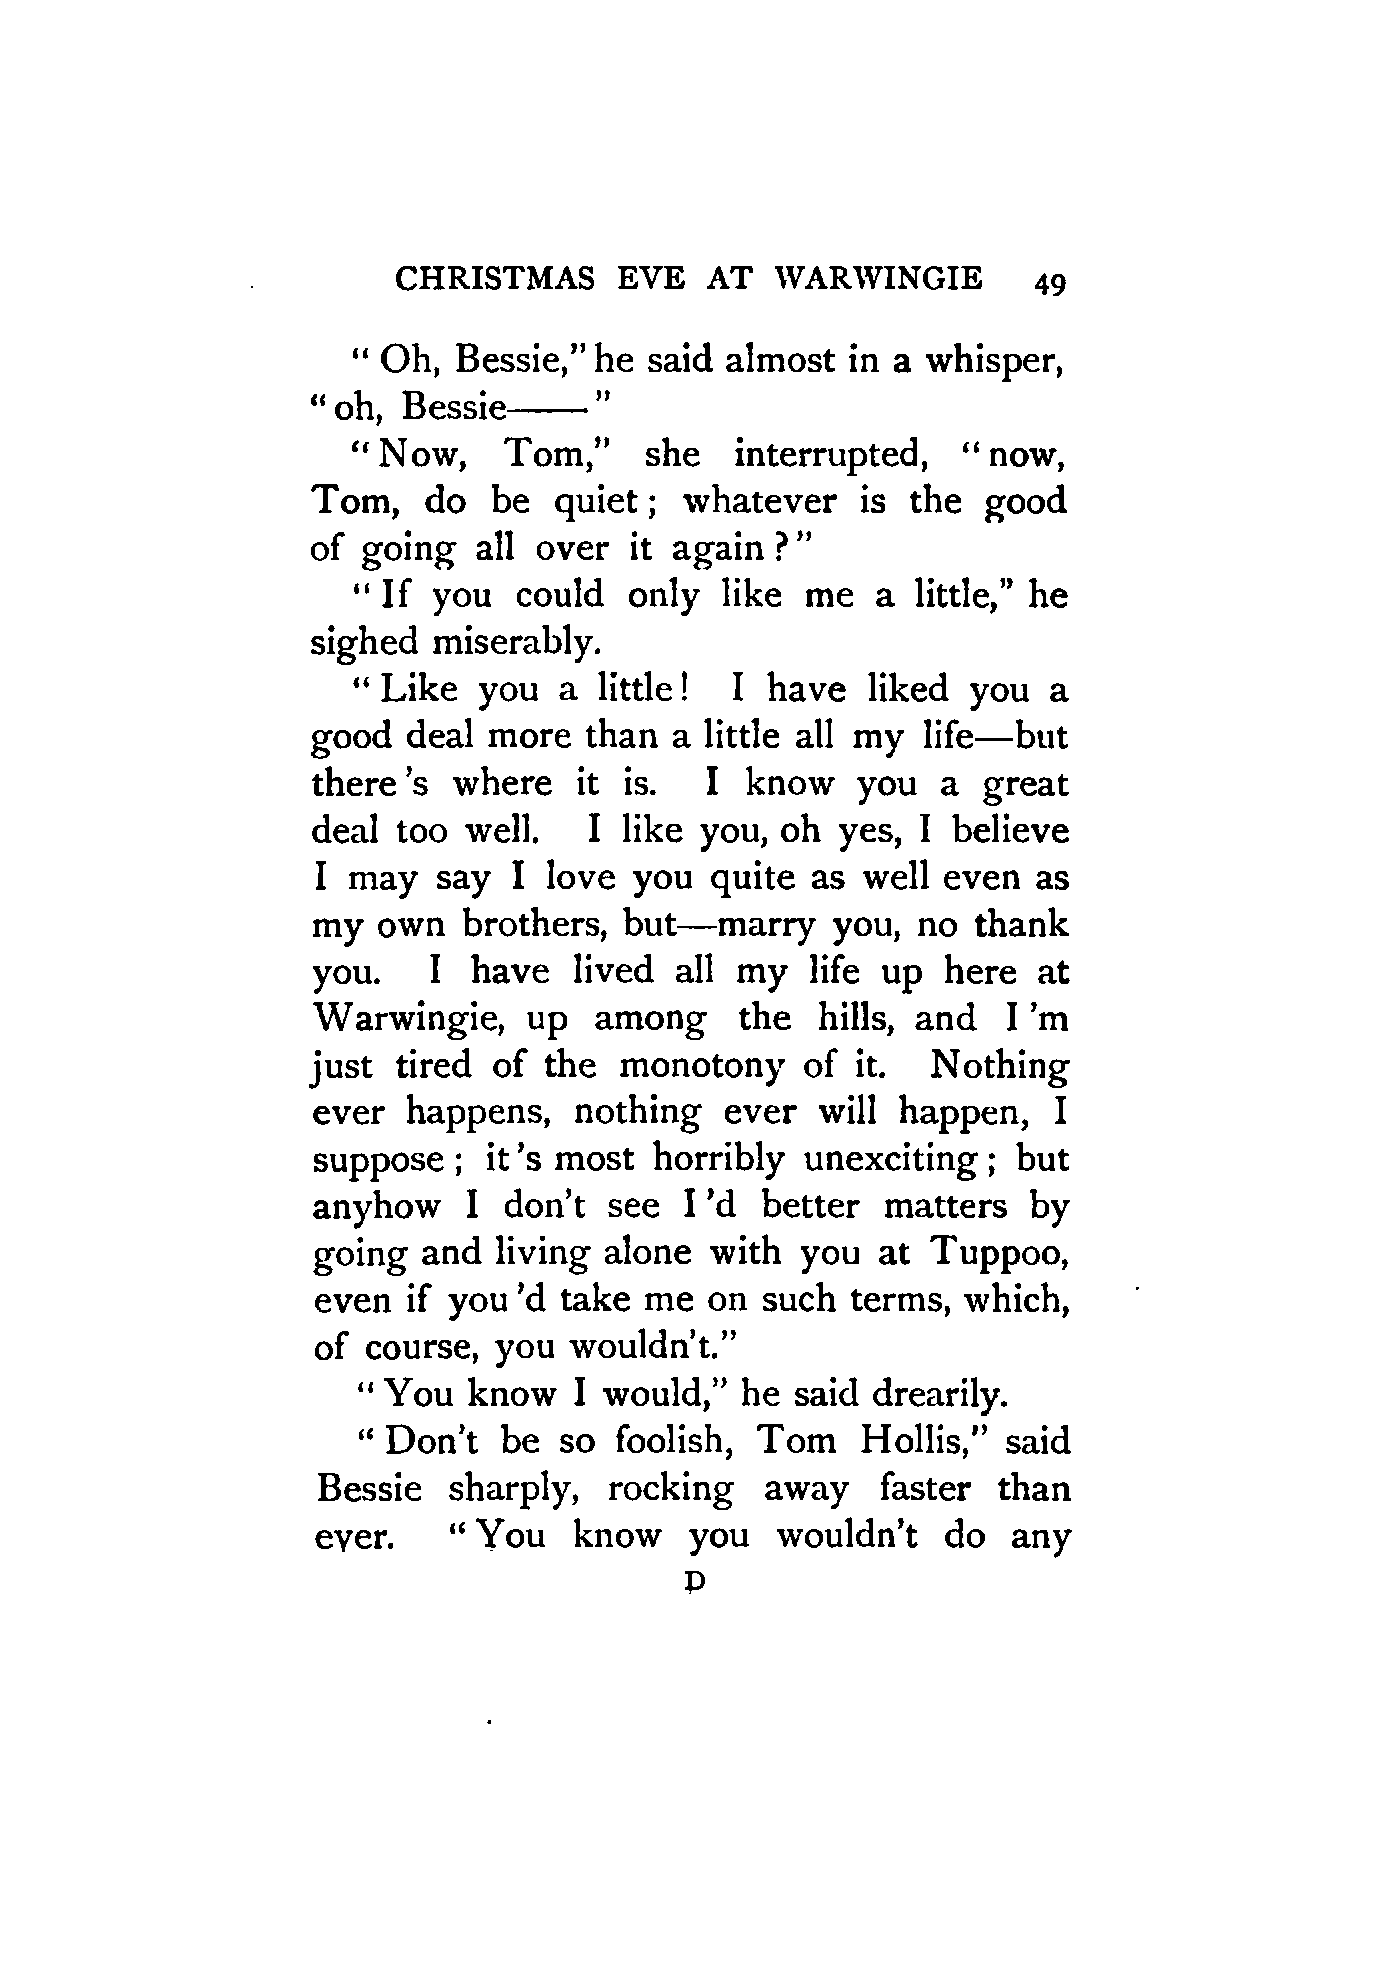 CHRISTMAS EVE AT WARWINGIE 49
" Oh, Bessie," he said almost in a whisper,
" oh, Bessie—— "
" Now, Tom," she interrupted, " now,
Tom, do be quiet ; whatever is the good
of going all over it again ? "
" If you could only like me a little," he
sighed miserably.
" Like you a little ! I have liked you a
good deal more than a little all my life—but
there 's where it is. I know you a great
deal too well. I like you, oh yes, I believe
I may say I love you quite as well even as
my own brothers, but—marry you, no thank
you. I have lived all my life up here at
Warwingie, up among the hills, and I 'm
just tired of the monotony of it. Nothing
ever happens, nothing ever will happen, I
suppose ; it 's most horribly unexciting ; but
anyhow I don't see I 'd better matters by
going and living alone with you at Tuppoo,
even if you 'd take me on such terms, which,
of course, you wouldn't."
" You know I would," he said drearily.
" Don't be so foolish, Tom Hollis," said
Bessie sharply, rocking away faster than
ever. " You know you wouldn't do any
D